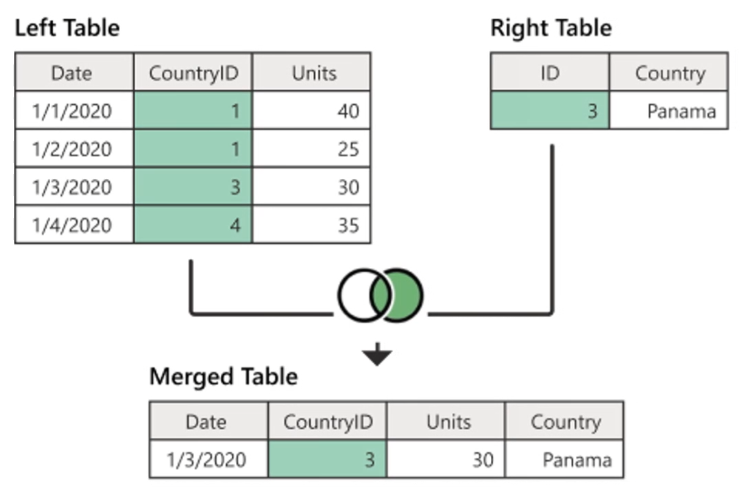 Left Table
Date CountryID Units
1/1/2020 1 40
1/2/2020 1 25
1/3/2020 3 30
1/4/2020 4 35
Right Table
ID Country
3 Panama
Merged Table
Date CountryID Units Country
1/3/2020 3 30 Panama